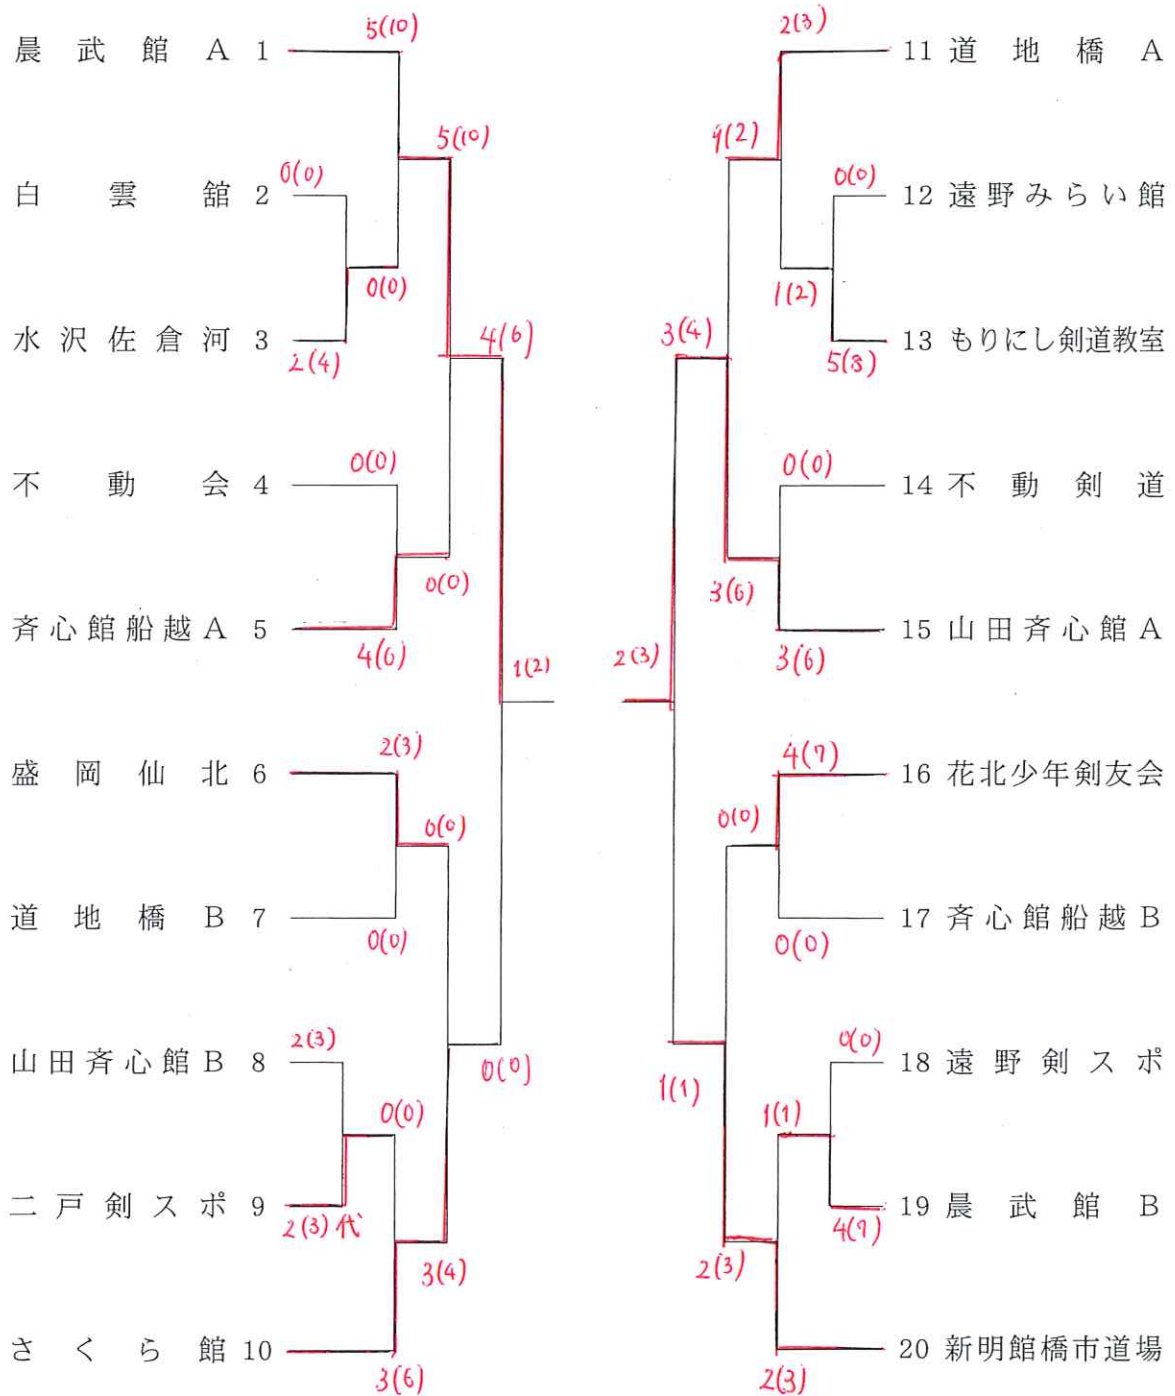 5(10)
晨武館A 1
5(10)
0(0)
白雲舘 2
0(0)
水沢佐倉河 3
2(4)
4(6)
0(0)
不動会 4
0(0)
斉心館船越A 5
4(6)
1(2)
2(3)
盛岡仙北 6
0(0)
道地橋B 7
0(0)
2(3)
山田斉心館B 8
0(0)
0(0)
二戸剣スポ 9
2(3)代
3(4)
さくら館 10
3(6)
2(3)
11 道地橋A
1(2)
0(0)
12 遠野みらい館
1(2)
3(4)
13 もりにし剣道教室
5(8)
0(0)
14 不動剣道
3(6)
15 山田斉心館A
3(6)
2(3)
4(7)
16 花北少年剣友会
0(0)
17 斉心館船越B
0(0)
0(0)
18 遠野剣スポ
1(1)
1(1)
19 晨武館B
4(7)
2(3)
20 新明館橋市道場
2(3)